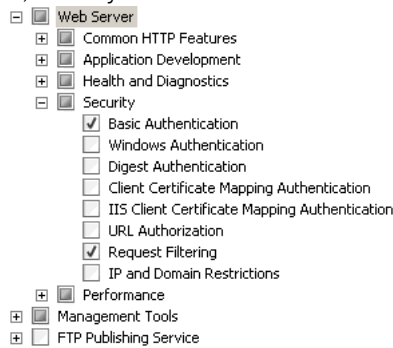 Web Server
Common HTTP Features
Application Development
Health and Diagnostics
Security
Basic Authentication
Windows Authentication
Digest Authentication
Client Certificate Mapping Authentication
IIS Client Certificate Mapping Authentication
URL Authorization
Request Filtering
IP and Domain Restrictions
Performance
Management Tools
FTP Publishing Service